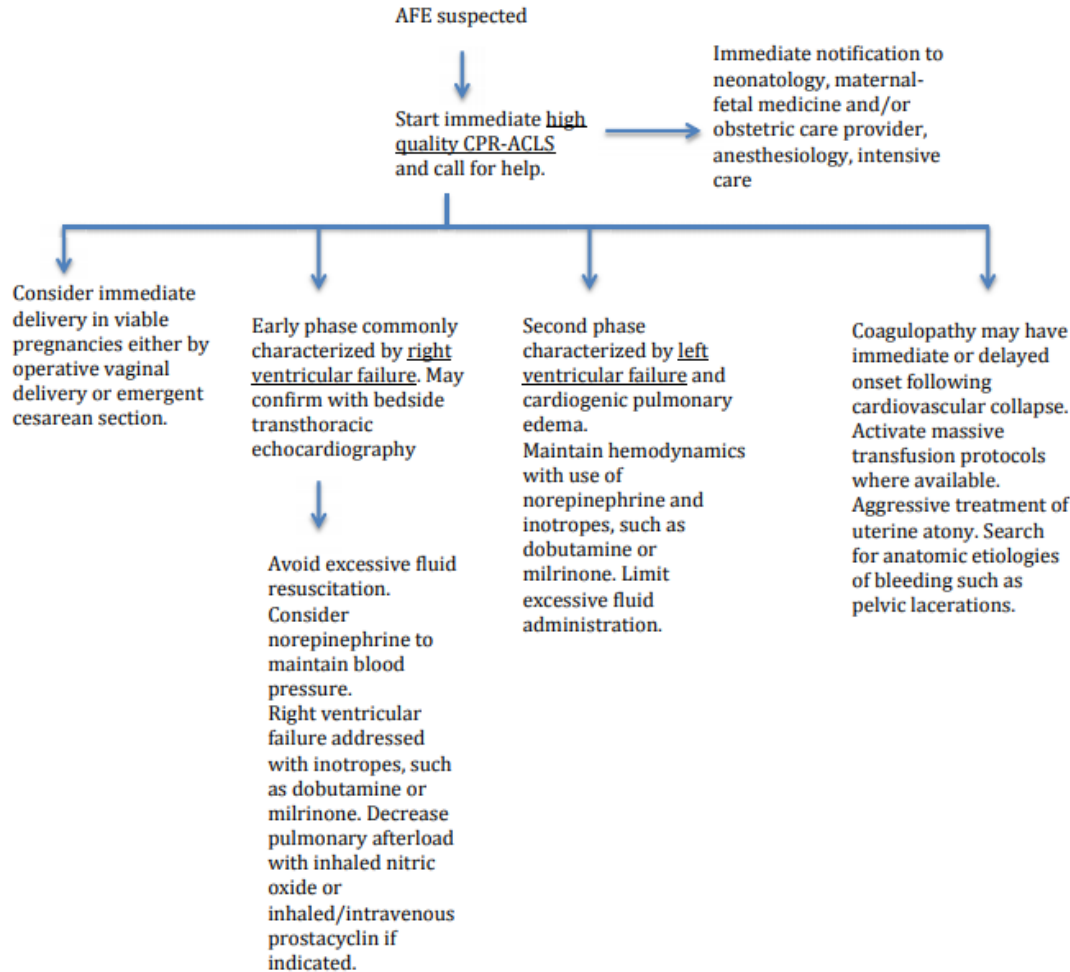 AFE suspected
Start immediate high
quality CPR-ACLS
and call for help.
Immediate notification to
neonatology, maternal-
fetal medicine and/or
obstetric care provider,
anesthesiology, intensive
care
Consider immediate
delivery in viable
pregnancies either by
operative vaginal
delivery or emergent
cesarean section.
Early phase commonly
characterized by right
ventricular failure. May
confirm with bedside
transthoracic
echocardiography
Avoid excessive fluid
resuscitation.
Consider
norepinephrine to
maintain blood
pressure.
Right ventricular
failure addressed
with inotropes, such
as dobutamine or
milrinone. Decrease
pulmonary afterload
with inhaled nitric
oxide or
inhaled/intravenous
prostacyclin if
indicated.
Second phase
characterized by left
ventricular failure and
cardiogenic pulmonary
edema.
Maintain hemodynamics
with use of
norepinephrine and
inotropes, such as
dobutamine or
milrinone. Limit
excessive fluid
administration.
Coagulopathy may have
immediate or delayed
onset following
cardiovascular collapse.
Activate massive
transfusion protocols
where available.
Aggressive treatment of
uterine atony. Search
for anatomic etiologies
of bleeding such as
pelvic lacerations.